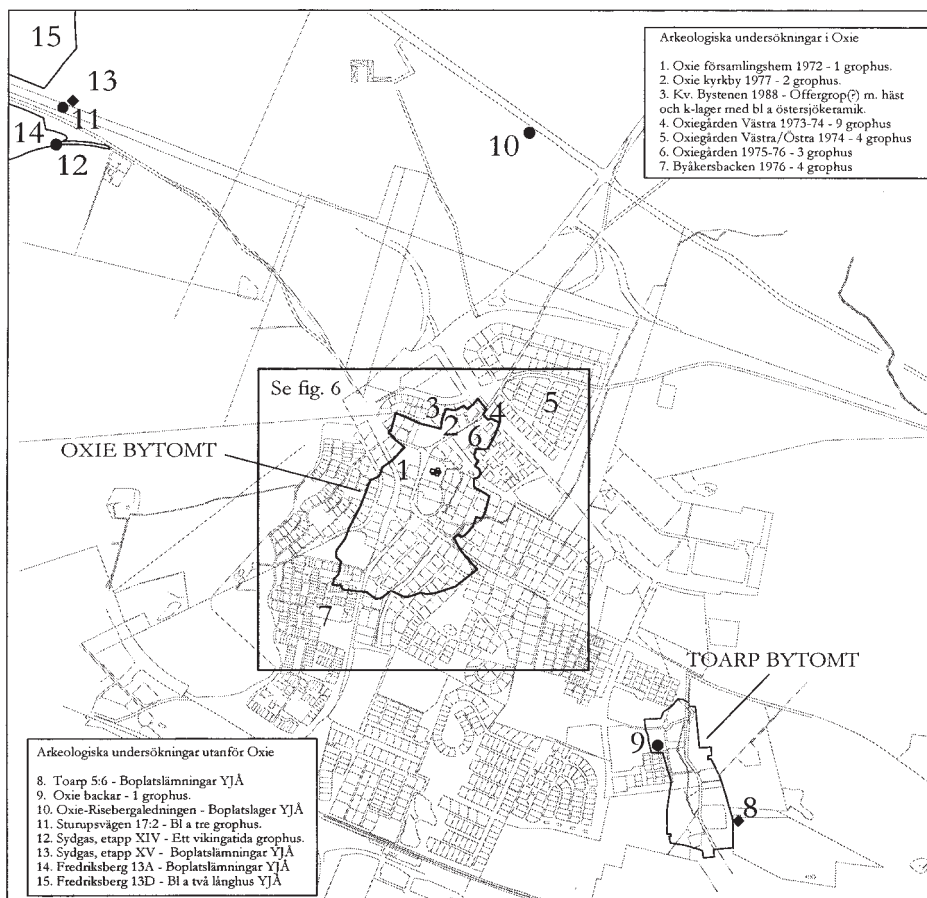 15
13
11
14
12
10
Arkeologiska undersökningar i Oxie
1. Oxie församlingshem 1972 - 1 grophus.
2. Oxie kyrkby 1977 - 2 grophus.
3. Kv. Bystenen 1988 - Offergrop(?) m. häst
och k-lager med bl a östersjökeramik.
4. Oxiegården Västra 1973-74 - 9 grophus
5. Oxiegården Västra/Östra 1974 - 4 grophus
6. Oxiegården 1975-76 - 3 grophus
7. Byåkersbacken 1976 - 4 grophus
Se fig. 6
3
2
4
5
6
OXIE BYTOMT
1
7
TOARP BYTOMT
9
8
Arkeologiska undersökningar utanför Oxie
8. Toarp 5:6 - Boplatslämningar YJÅ
9. Oxie backar - 1 grophus.
10. Oxie-Risebergaledningen - Boplatslager YJÅ
11. Sturupsvägen 17:2 - Bl a tre grophus.
12. Sydgas, etapp XIV - Ett vikingatida grophus.
13. Sydgas, etapp XV - Boplatslämningar YJÅ
14. Fredriksberg 13A - Boplatslämningar YJÅ
15. Fredriksberg 13D - Bl a två långhus YJÅ